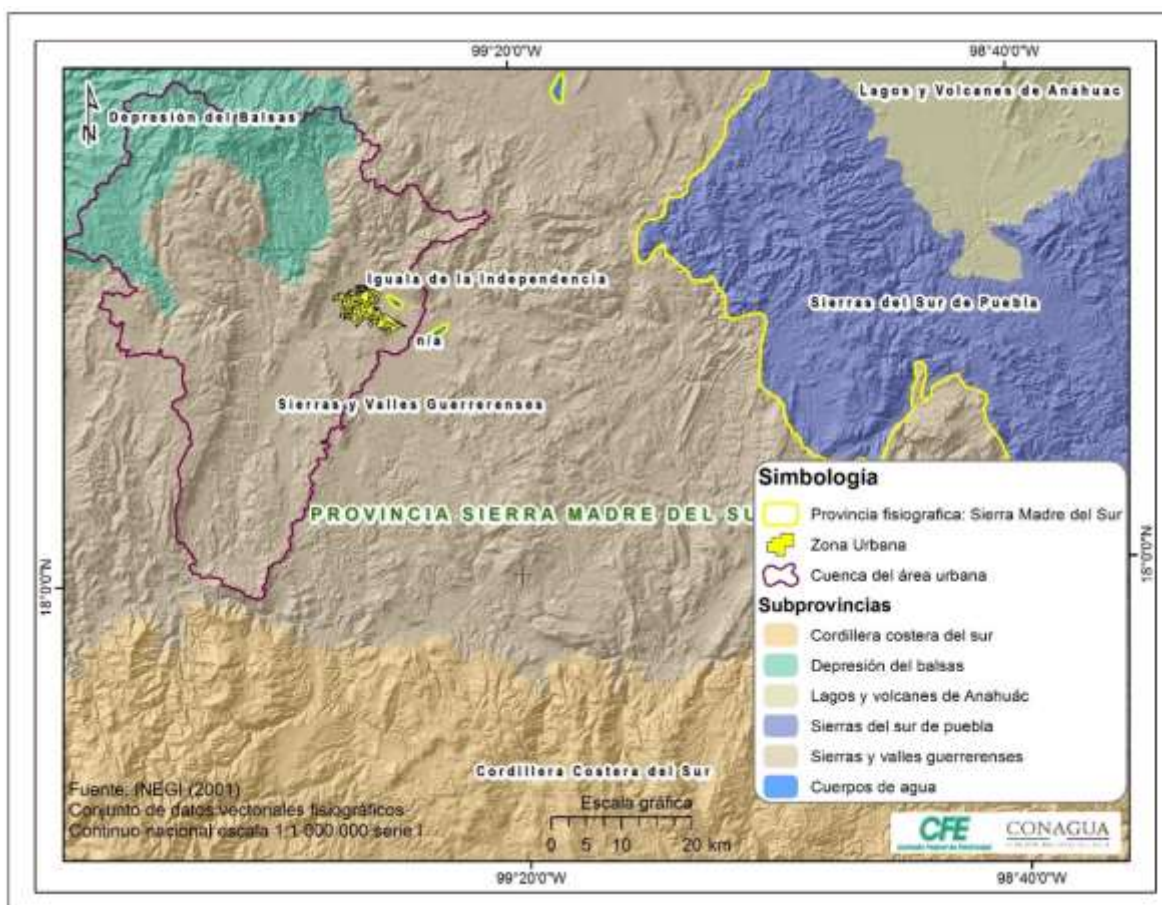 99°20'0"W
98°40'0"W
Lagos y Volcanes de Anáhuac
N
Depresión del Balsas
Iguala de la Independencia
Sierras del Sur de Puebla
n/a
Sierras y Valles Guerrerenses
PROVINCIA SIERRA MADRE DEL SU
18°0'0"N
18°0'0"N
Simbología
Provincia fisiografica: Sierra Madre del Sur
Zona Urbana
Cuenca del área urbana
Subprovincias
Cordillera costera del sur
Depresión del balsas
Lagos y volcanes de Anahuác
Sierras del sur de puebla
Sierras y valles guerrerenses
Cuerpos de agua
Cordillera Costera del Sur
Fuente, INEGI (2001)
Conjunto de datos vectoriales fisiográficos
Continuo nacional escala 1:1 000 000 serie I
Escala gráfica
0 5 10 20 km
CFE
CONAGUA
99°20'0"W
98°40'0"W